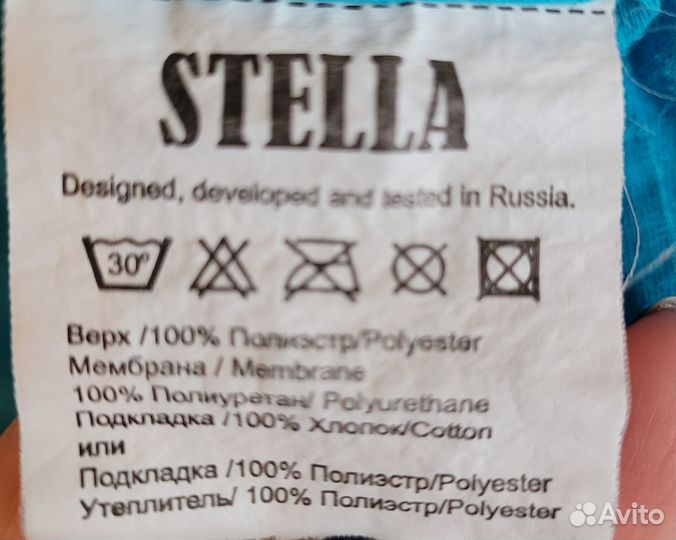 STELLA
Designed, developed and tested in Russia.
30°
Верх /100% Полиэстр/Polyester
Мембрана / Membrane
100% Полиуретан/ Polyurethane
Подкладка /100% Хлопок/Cotton
или
Подкладка /100% Полиэстр/Polyester
Утеплитель/ 100% Полиэстр/Polyester
Avito